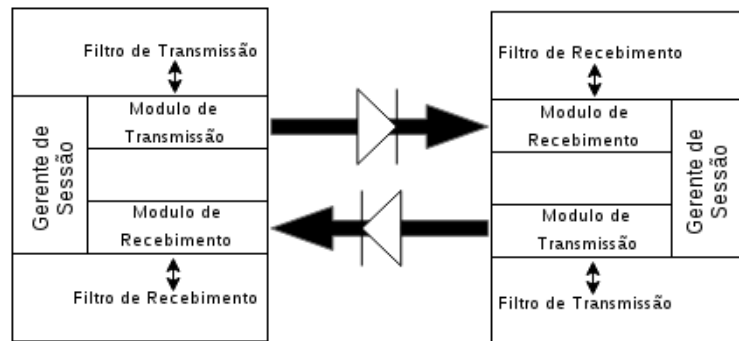 Filtro de Transmissão
Modulo de
Transmissão
Gerente de
Sessão
Modulo de
Recebimento
Filtro de Recebimento
Filtro de Recebimento
Modulo de
Recebimento
Gerente de
Sessão
Modulo de
Transmissão
Filtro de Transmissão